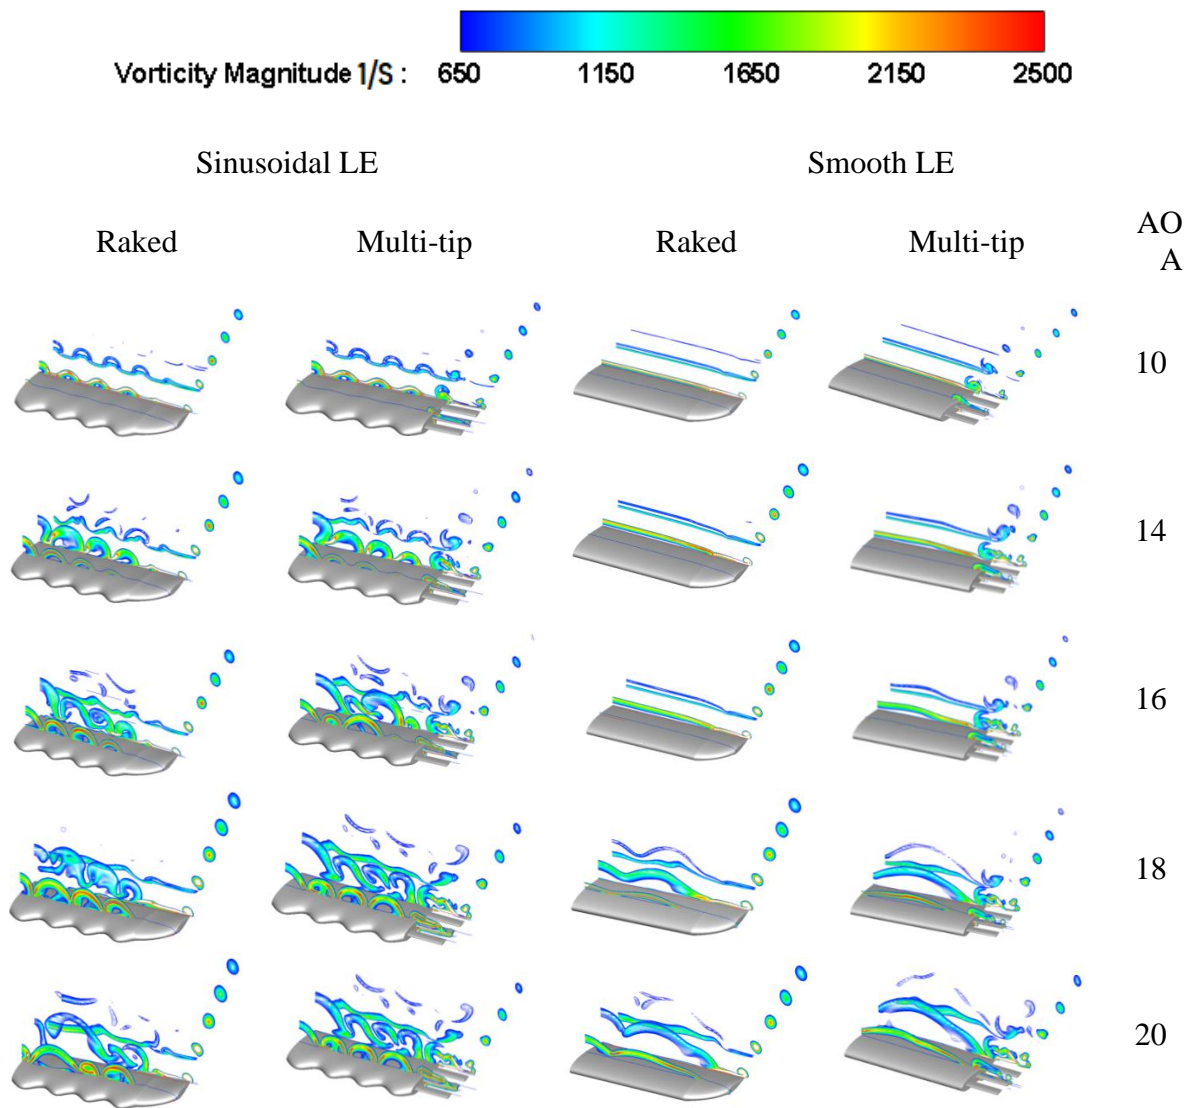 Vorticity Magnitude 1/S : 650 1150 1650 2150 2500
Sinusoidal LE Smooth LE
Raked Multi-tip Raked Multi-tip AO
A
10
14
16
18
20